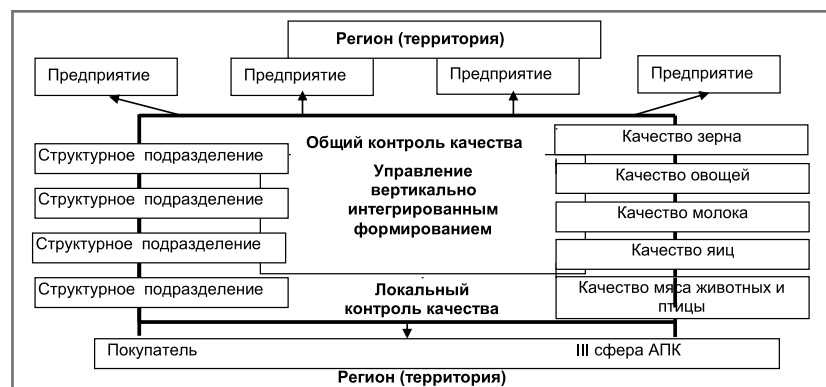 Регион (территория)
Предприятие
Предприятие
Предприятие
Предприятие
Общий контроль качества
Управление
вертикально
интегрированным
формированием
Локальный
контроль качества
Структурное подразделение
Структурное подразделение
Структурное подразделение
Структурное подразделение
Качество зерна
Качество овощей
Качество молока
Качество яиц
Качество мяса животных и
птицы
Покупатель
III сфера АПК
Регион (территория)